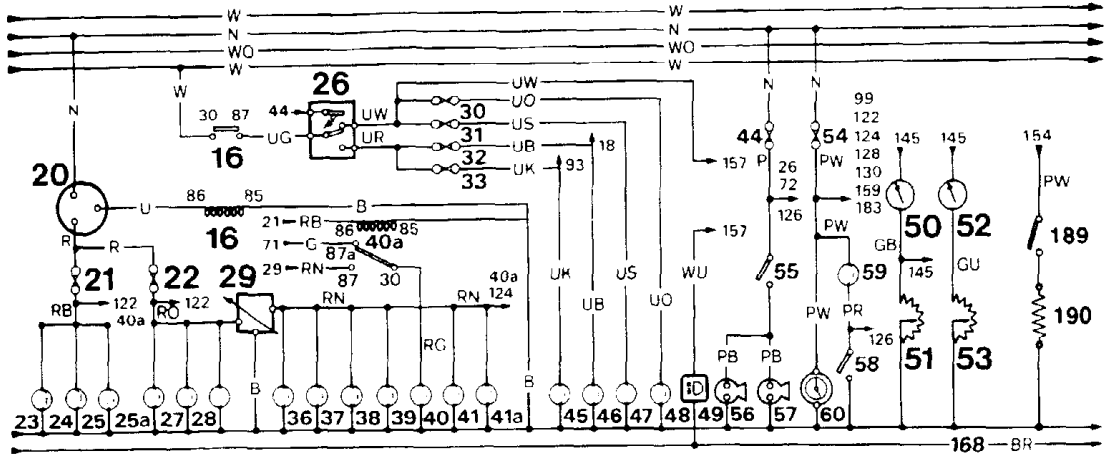 W W
N N
WO WO
W W
N W 26 UW N N 99
30 87 44 UW UO 30 122
UG UR US 31 44 54 124 145 145 154
16 UB 32 18 157 P PW 128
UK 33 93 26 130
20 72 159
U 86 85 B 126 183 PW
21 RB 86 85 157 PW 50 52 189
R R 16 71 G 87a 40a
29 RN 87 30 UK US WU 55 59 GB 145 GU
21 22 29 40a
RB 122 RO 122 RN RN 124 UB UO PW PR 126 190
40a RG 58 51 53
B B PB PB
23 24 25 25a 27 28 36 37 38 39 40 41 41a 45 46 47 48 49 56 57 60
168 BR